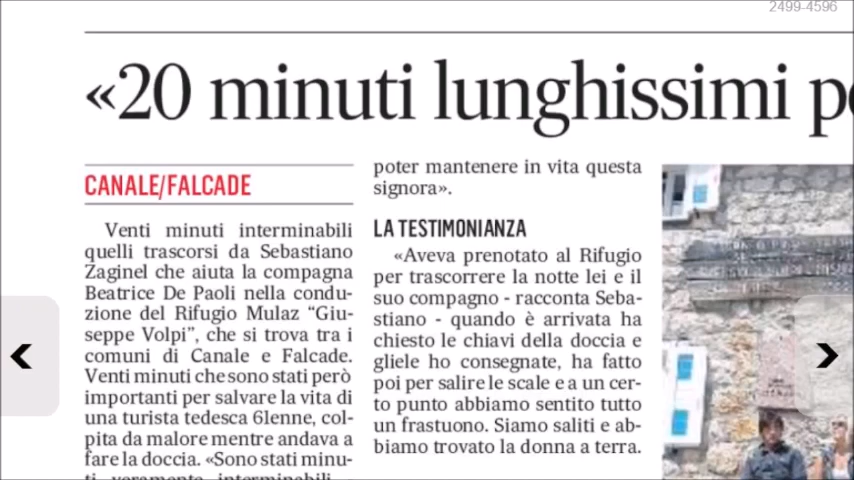 2499-4596
«20 minuti lunghissimi p
CANALE/FALCADE
Venti minuti interminabili
quelli trascorsi da Sebastiano
Zaginel che aiuta la compagna
Beatrice De Paoli nella condu-
zione del Rifugio Mulaz “Giu-
seppe Volpi”, che si trova tra i
comuni di Canale e Falcade.
Venti minuti che sono stati però
importanti per salvare la vita di
una turista tedesca 61enne, col-
pita da malore mentre andava a
fare la doccia. «Sono stati minu-
ti veramente interminabili
poter mantenere in vita questa
signora».
LA TESTIMONIANZA
«Aveva prenotato al Rifugio
per trascorrere la notte lei e il
suo compagno - racconta Seba-
stiano - quando è arrivata ha
chiesto le chiavi della doccia e
gliele ho consegnate, ha fatto
poi per salire le scale e a un cer-
to punto abbiamo sentito tutto
un frastuono. Siamo saliti e ab-
biamo trovato la donna a terra.